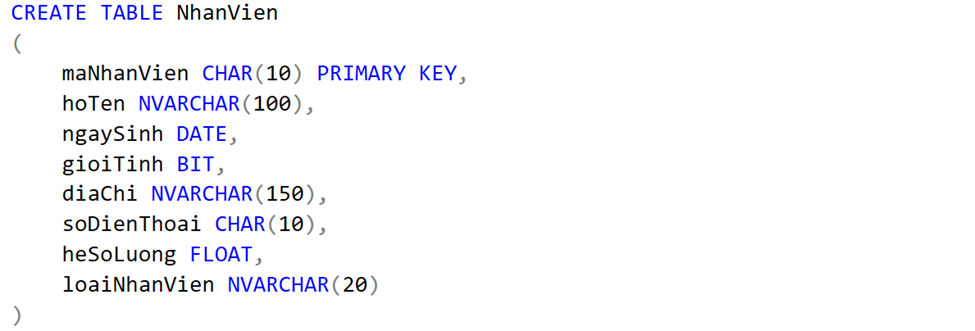 CREATE TABLE NhanVien
(
    maNhanVien CHAR(10) PRIMARY KEY,
    hoTen NVARCHAR(100),
    ngaySinh DATE,
    gioiTinh BIT,
    diaChi NVARCHAR(150),
    soDienThoai CHAR(10),
    heSoLuong FLOAT,
    loaiNhanVien NVARCHAR(20)
)